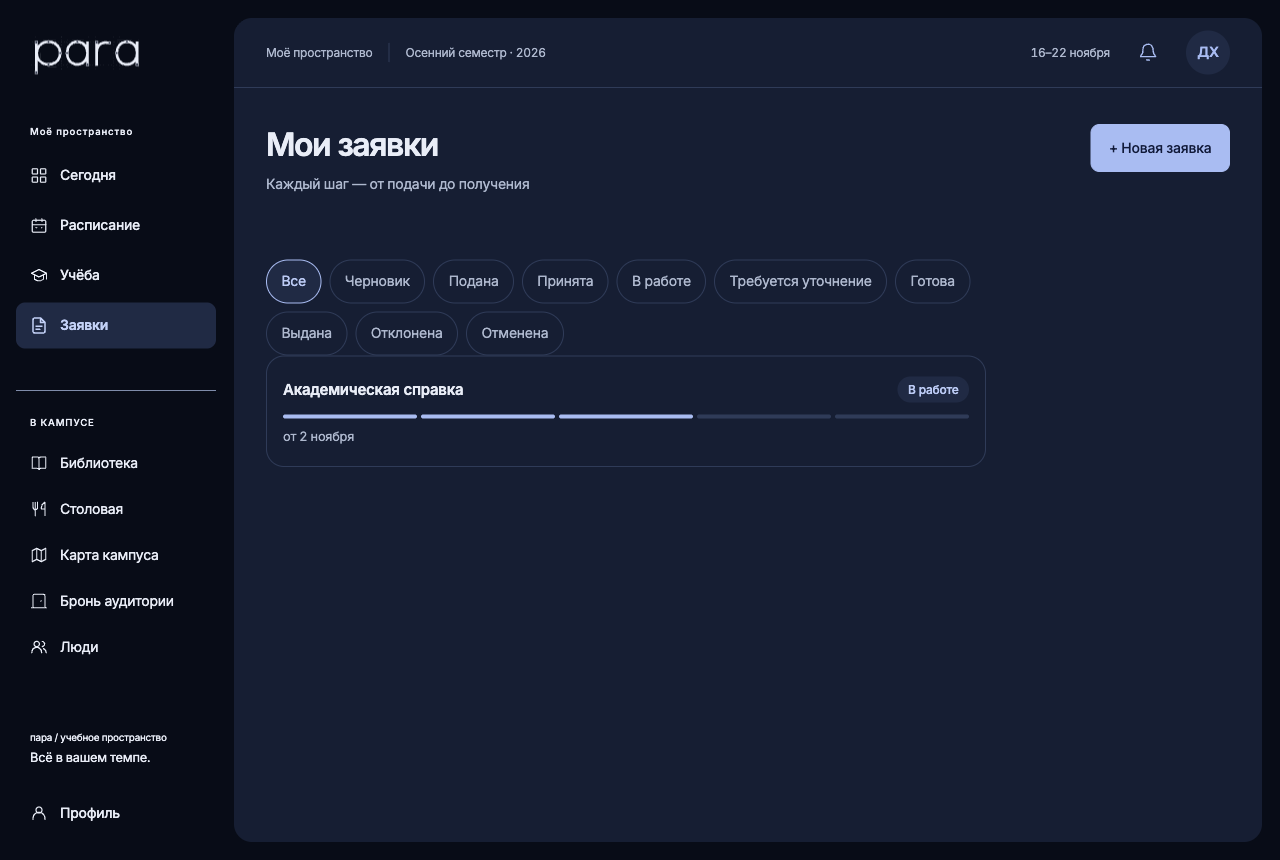 para
Моё пространство
Сегодня
Расписание
Учёба
Заявки
В КАМПУСЕ
Библиотека
Столовая
Карта кампуса
Бронь аудитории
Люди
пара / учебное пространство
Всё в вашем темпе.
Профиль
Моё пространство
Осенний семестр · 2026
16–22 ноября
ДХ
Мои заявки
+ Новая заявка
Каждый шаг — от подачи до получения
Все Черновик Подана Принята В работе Требуется уточнение Готова
Выдана Отклонена Отменена
Академическая справка
В работе
от 2 ноября